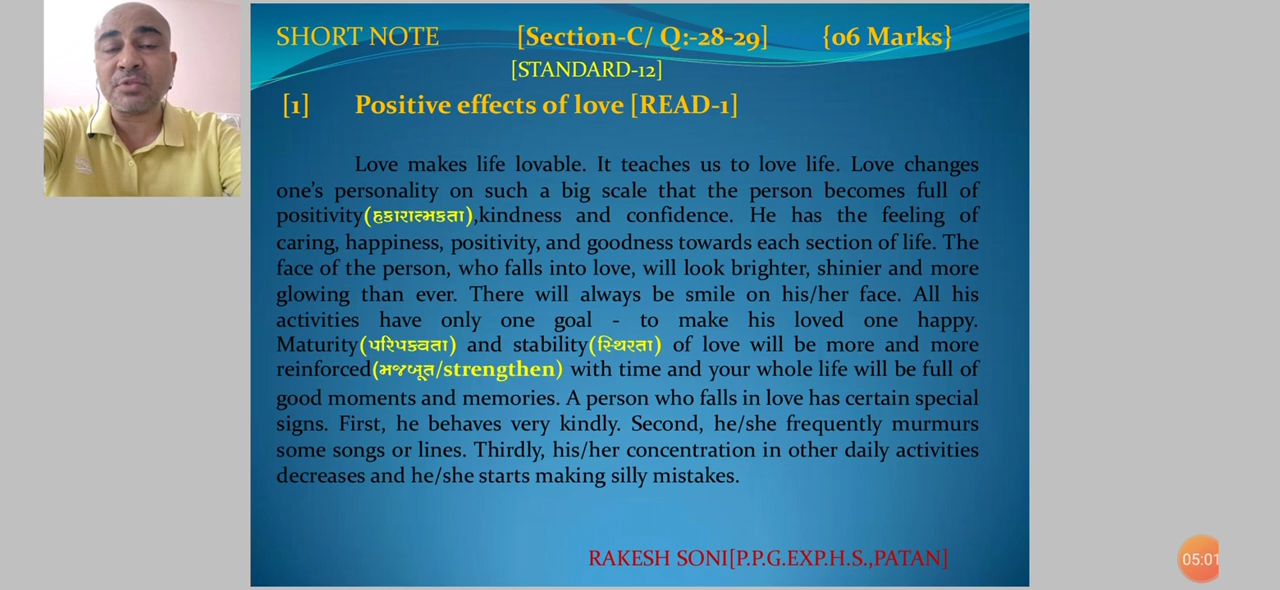 SHORT NOTE [Section-C/ Q:-28-29] {06 Marks}
[STANDARD-12]
[1] Positive effects of love [READ-1]
Love makes life lovable. It teaches us to love life. Love changes
one's personality on such a big scale that the person becomes full of
positivity(હકારાત્મકતા),kindness and confidence. He has the feeling of
caring, happiness, positivity, and goodness towards each section of life. The
face of the person, who falls into love, will look brighter, shinier and more
glowing than ever. There will always be smile on his/her face. All his
activities have only one goal - to make his loved one happy.
Maturity(પરિપકવતા) and stability(સ્થિરતા) of love will be more and more
reinforced(મજબૂત/strengthen) with time and your whole life will be full of
good moments and memories. A person who falls in love has certain special
signs. First, he behaves very kindly. Second, he/she frequently murmurs
some songs or lines. Thirdly, his/her concentration in other daily activities
decreases and he/she starts making silly mistakes.
RAKESH SONI[P.P.G.EXP.H.S.,PATAN]
05:01